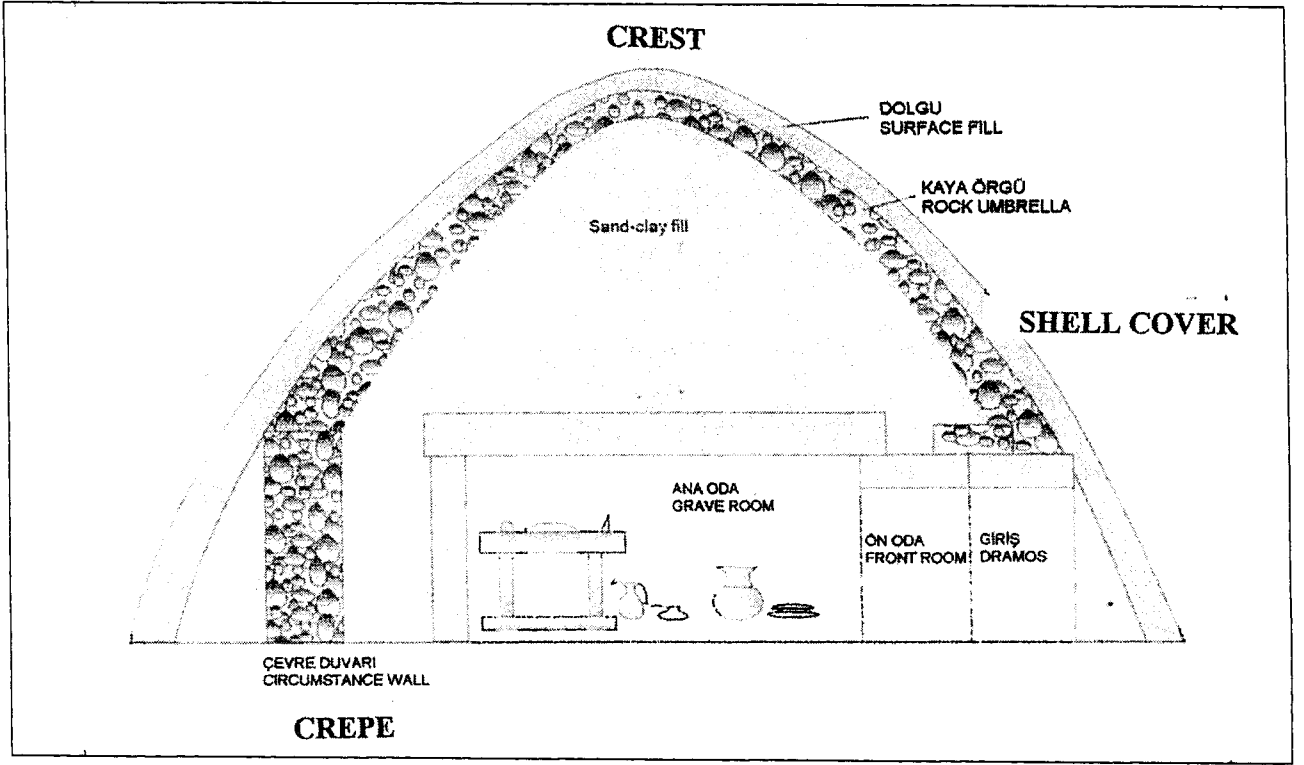 CREST
DOLGU
SURFACE FILL
KAYA ÖRGÜ
ROCK UMBRELLA
Sand-clay fill
SHELL COVER
ANA ODA
GRAVE ROOM
ÖN ODA
FRONT ROOM
GİRİŞ
DRAMOS
ÇEVRE DUVARI
CIRCUMSTANCE WALL
CREPE